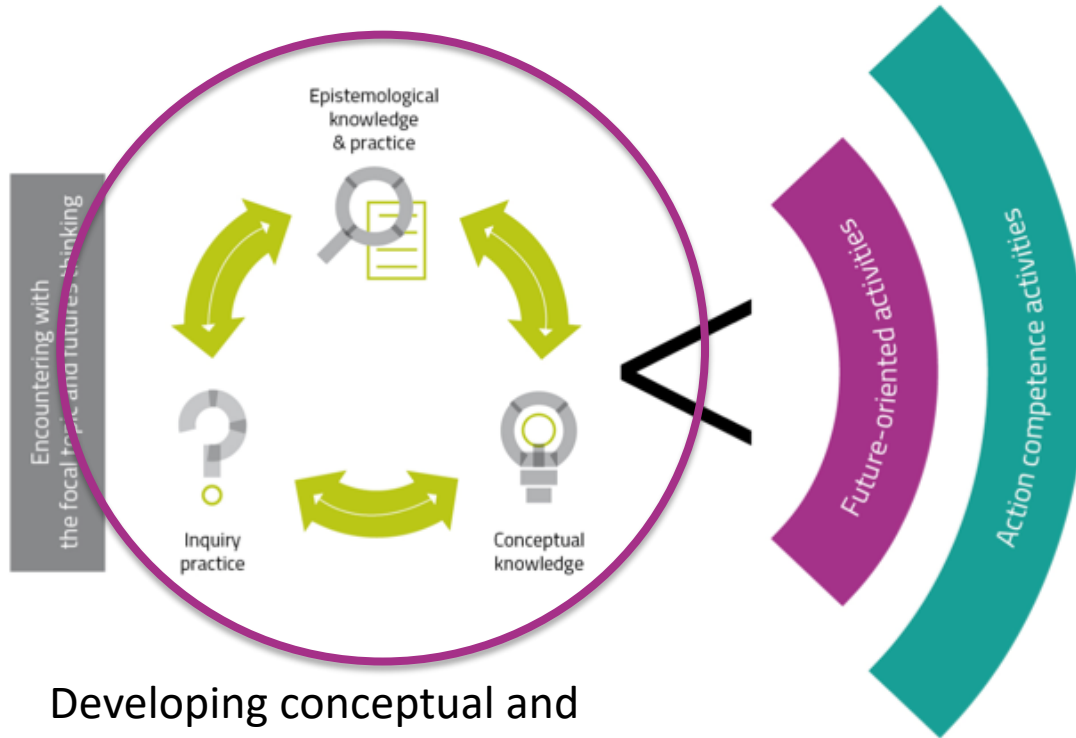 Encountering with
the focal topic and futures thinking
Epistemological
knowledge
& practice
Inquiry
practice
Conceptual
knowledge
Future-oriented activities
Action competence activities
Developing conceptual and